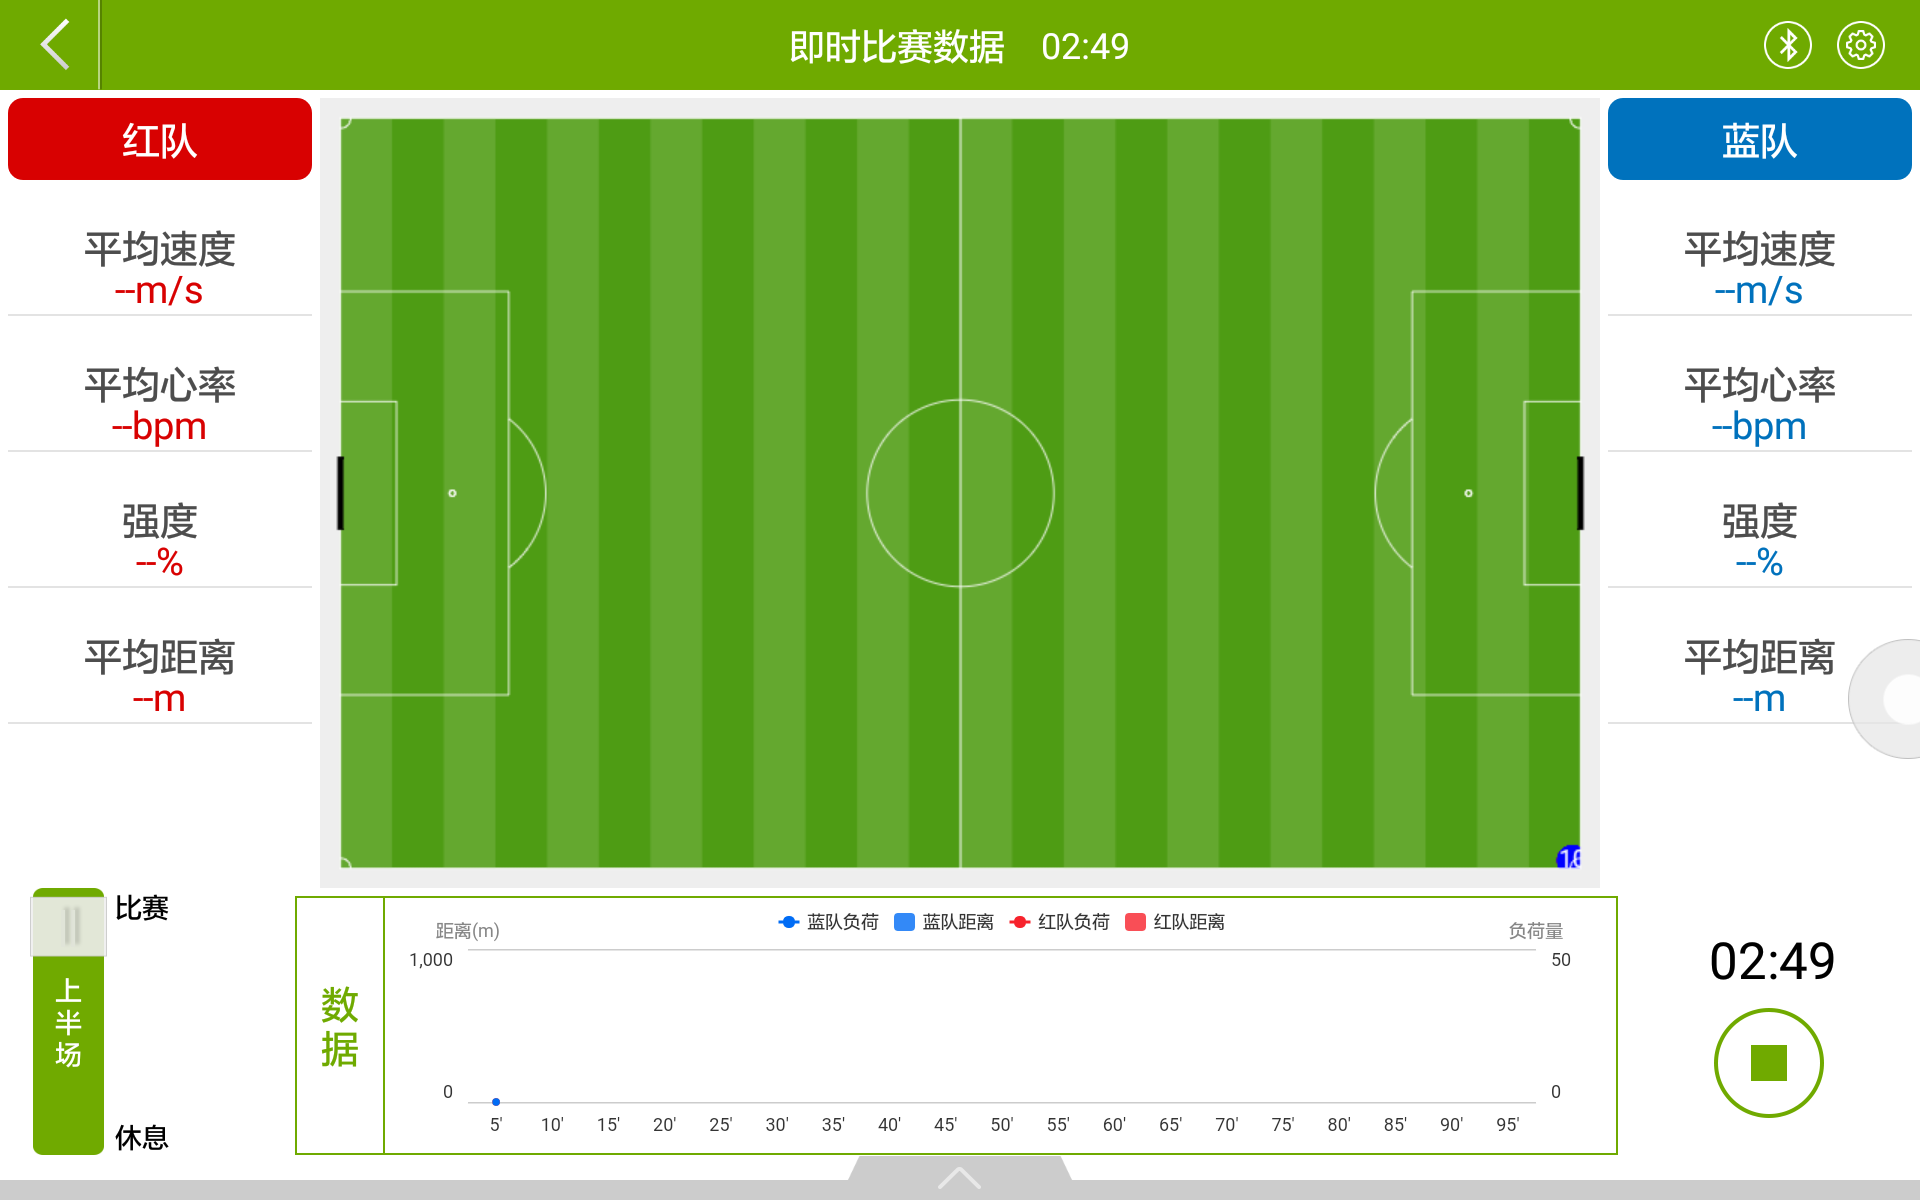 即时比赛数据 02:49
红队
平均速度
--m/s
平均心率
--bpm
强度
--%
平均距离
--m
蓝队
平均速度
--m/s
平均心率
--bpm
强度
--%
平均距离
--m
比赛
上半场
休息
数据
距离(m)
蓝队负荷 蓝队距离 红队负荷 红队距离
负荷量
1,000
50
0
0
5' 10' 15' 20' 25' 30' 35' 40' 45' 50' 55' 60' 65' 70' 75' 80' 85' 90' 95'
02:49